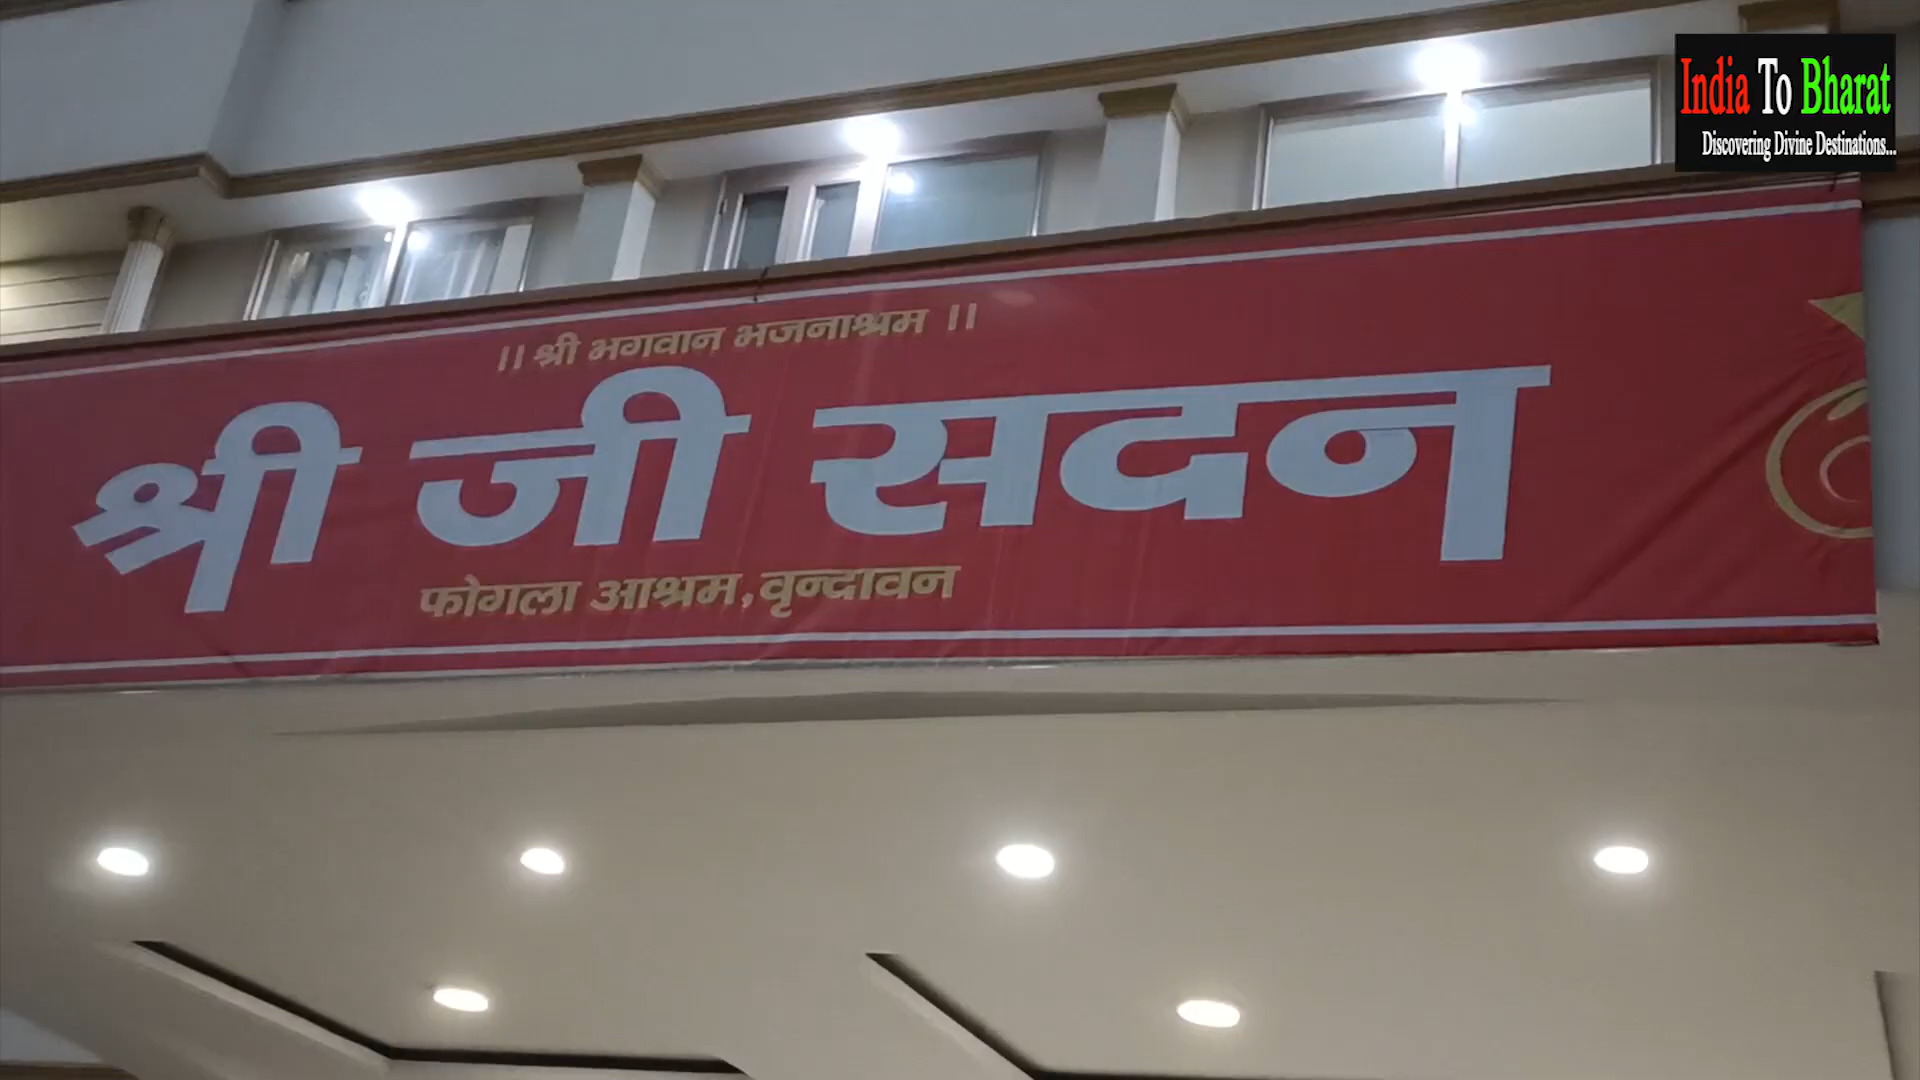 India To Bharat
Discovering Divine Destinations...
।। श्री भगवान भजनाश्रम ।।
श्री जी सदन
फोगला आश्रम,वृन्दावन